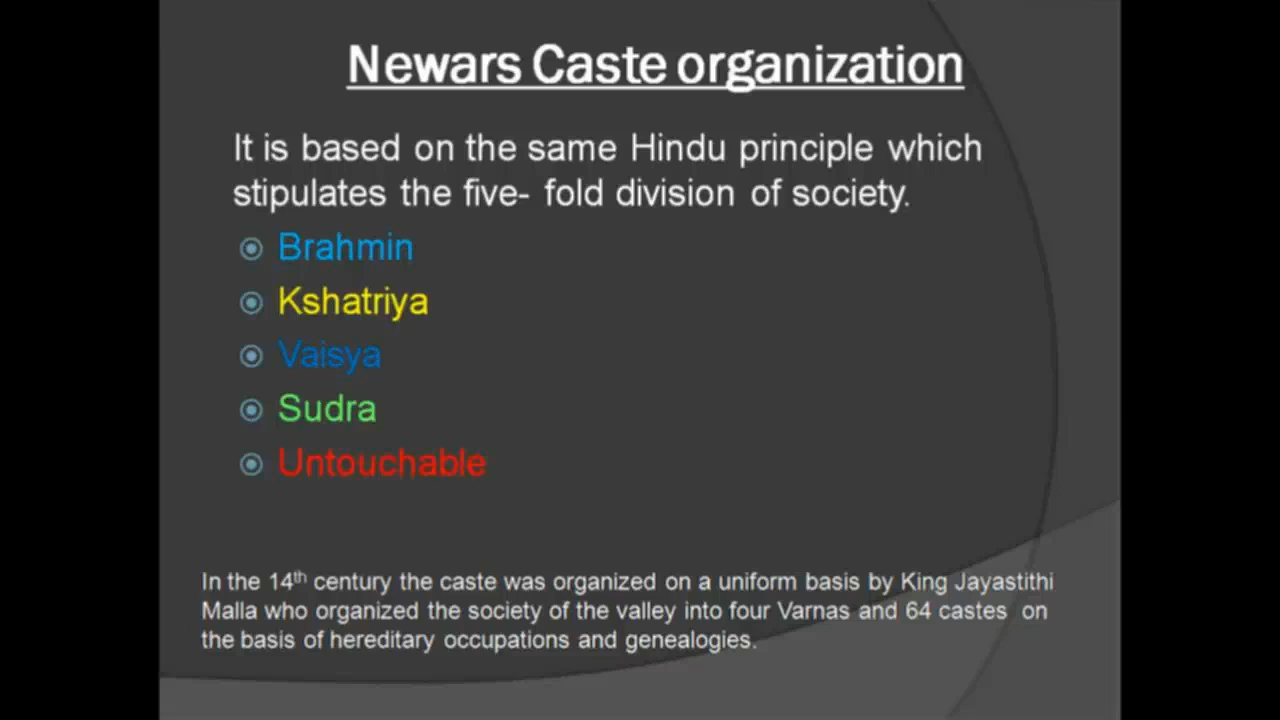 Newars Caste organization
It is based on the same Hindu principle which
stipulates the five- fold division of society.
Brahmin
Kshatriya
Vaisya
Sudra
Untouchable
In the 14th century the caste was organized on a uniform basis by King Jayastithi
Malla who organized the society of the valley into four Varnas and 64 castes on
the basis of hereditary occupations and genealogies.